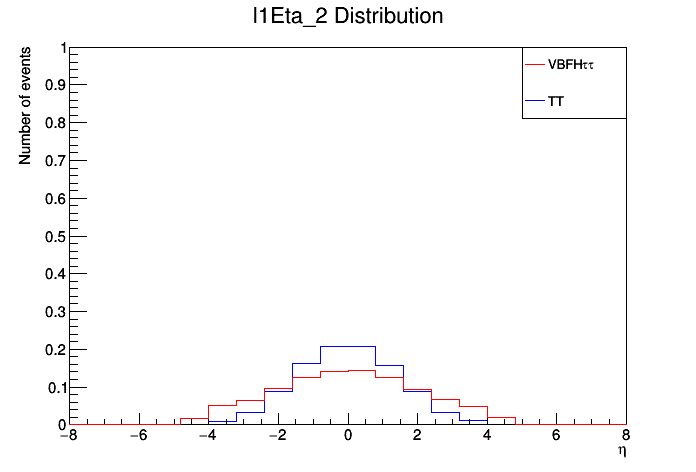 l1Eta_2 Distribution
Number of events
1
0.9
0.8
0.7
0.6
0.5
0.4
0.3
0.2
0.1
0
−8 −6 −4 −2 0 2 4 6 8
η
VBFHττ
TT